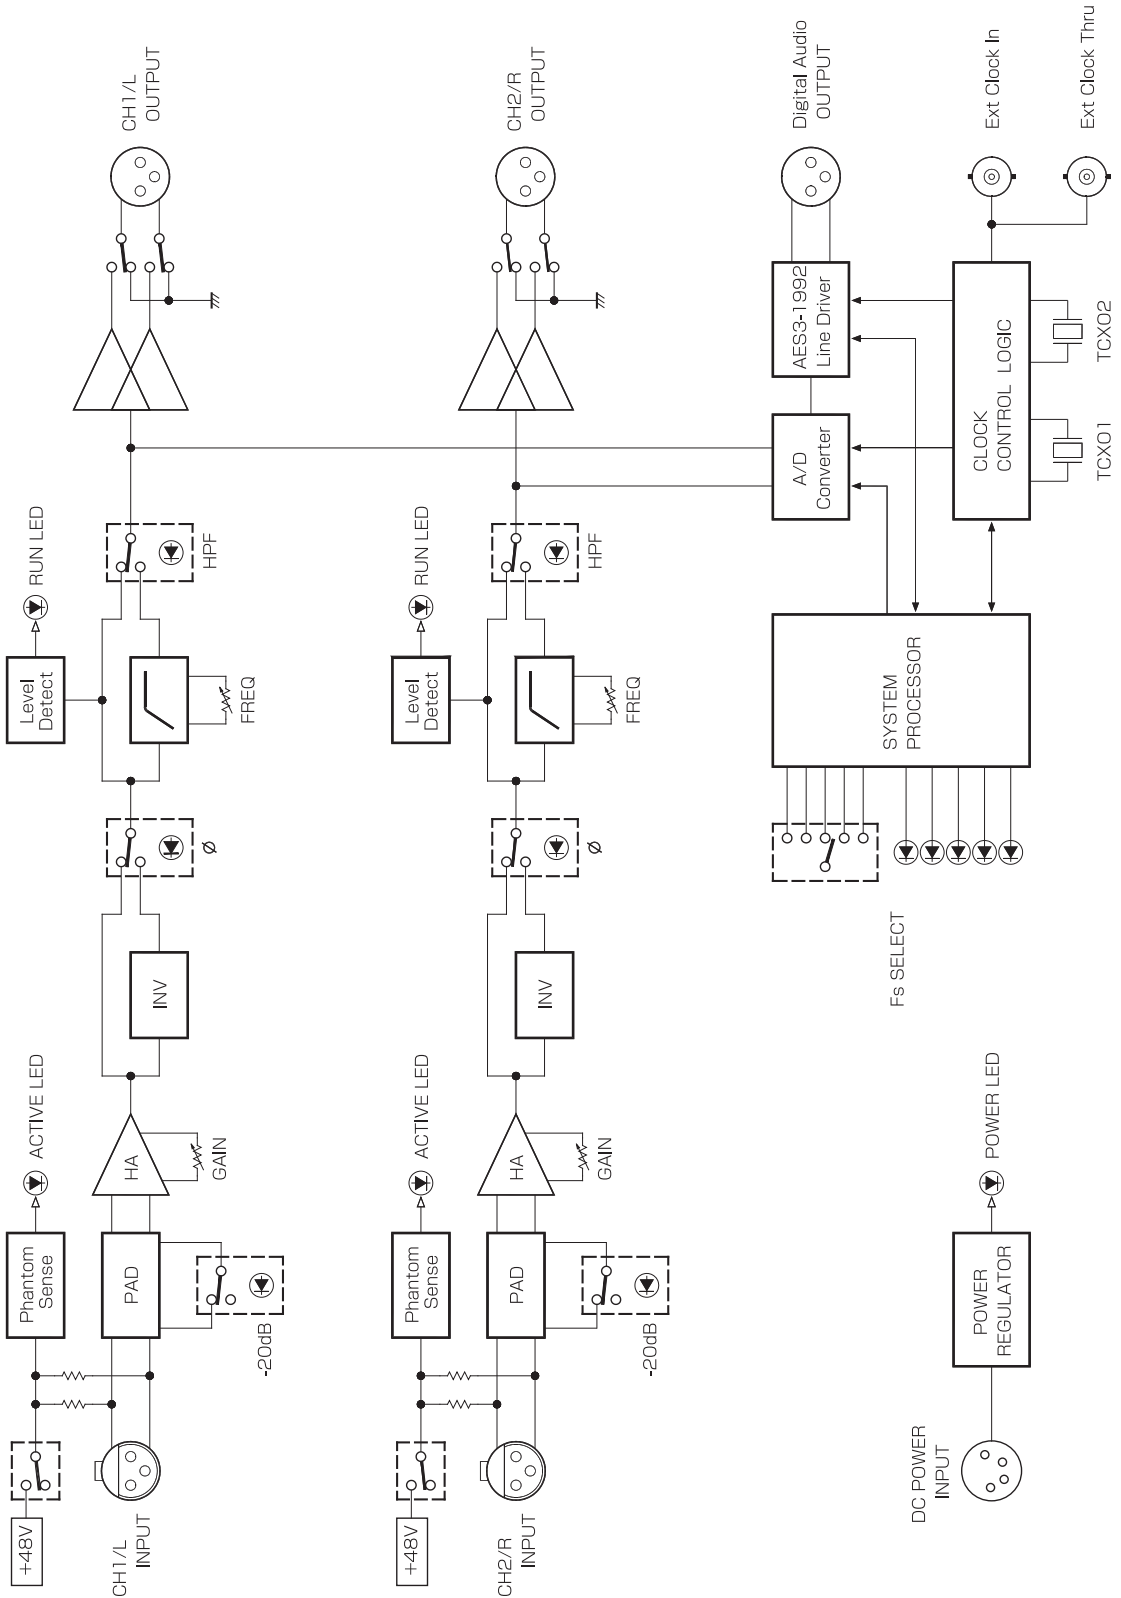 +48V
CH1/L
INPUT
Phantom
Sense
ACTIVE LED
PAD
-20dB
HA
GAIN
INV
Ø
Level
Detect
RUN LED
FREQ
HPF
CH1/L
OUTPUT
+48V
CH2/R
INPUT
Phantom
Sense
ACTIVE LED
PAD
-20dB
HA
GAIN
INV
Ø
Level
Detect
RUN LED
FREQ
HPF
CH2/R
OUTPUT
Fs SELECT
SYSTEM
PROCESSOR
A/D
Converter
AES3-1992
Line Driver
Digital Audio
OUTPUT
DC POWER
INPUT
POWER
REGULATOR
POWER LED
CLOCK
CONTROL LOGIC
TCXO1
TCXO2
Ext Clock In
Ext Clock Thru